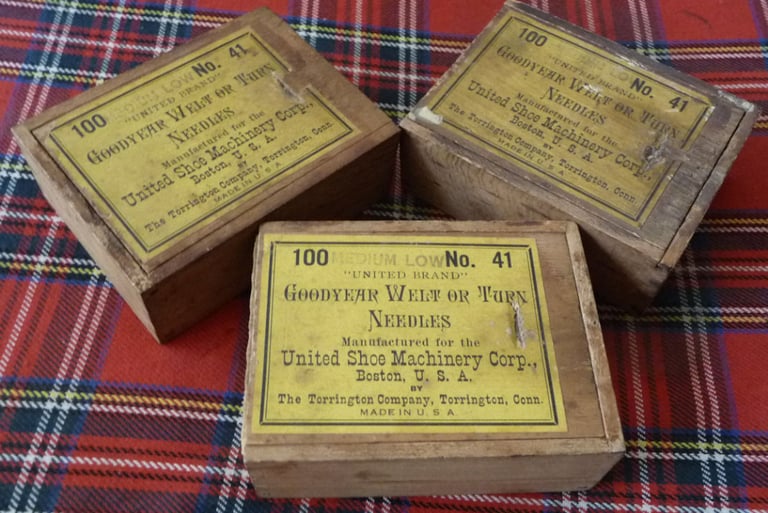 100 No. 41
"UNITED BRAND"
GOODYEAR WELT OR TURN
NEEDLES
Manufactured for the
United Shoe Machinery Corp.,
Boston, U. S. A.
The Torrington Company, Torrington, Conn.
MADE IN U. S. A.
100 No. 41
"UNITED BRAND"
GOODYEAR WELT OR TURN
NEEDLES
Manufactured for the
United Shoe Machinery Corp.,
Boston, U. S. A.
The Torrington Company, Torrington, Conn.
MADE IN U. S. A.
100 MEDIUM LOW No. 41
"UNITED BRAND"
GOODYEAR WELT OR TURN
NEEDLES
Manufactured for the
United Shoe Machinery Corp.,
Boston, U. S. A.
BY
The Torrington Company, Torrington, Conn.
MADE IN U. S. A.